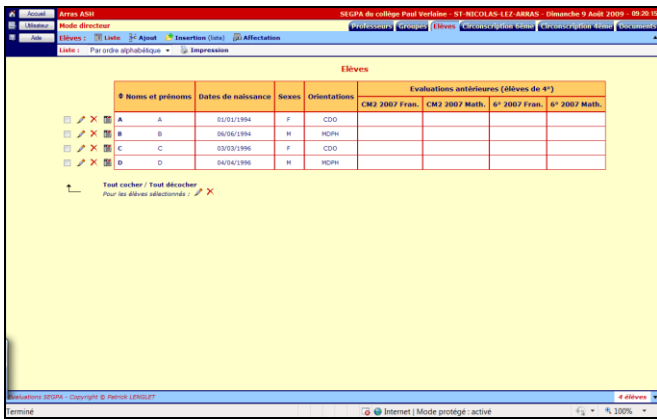 Accueil Arras ASH SEGPA du collège Paul Verlaine - ST-NICOLAS-LEZ-ARRAS - Dimanche 9 Août 2009 - 09:20:15
Utilisateur Mode directeur Professeurs Groupes Elèves Circonscription 6ème Circonscription 4ème Documents
Aide Elèves : Liste Ajout Insertion (liste) Affectation
Liste : Par ordre alphabétique Impression
Elèves
Noms et prénoms Dates de naissance Sexes Orientations Evaluations antérieures (élèves de 4°)
CM2 2007 Fran. CM2 2007 Math. 6° 2007 Fran. 6° 2007 Math.
A A 01/01/1994 F CDO
B B 06/06/1994 M MDPH
C C 03/03/1996 F CDO
D D 04/04/1996 M MDPH
Tout cocher / Tout décocher
Pour les élèves sélectionnés :
Evaluations SEGPA - Copyright © Patrick LENGLET 4 élèves
Terminé Internet | Mode protégé : activé 100%